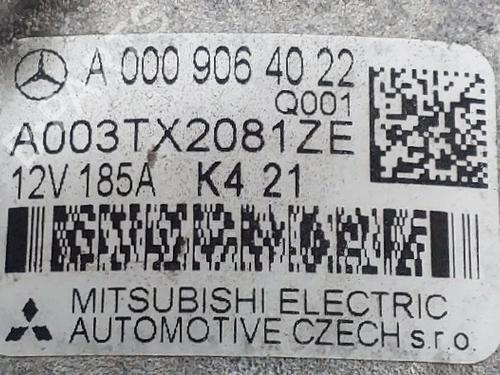 A 000 906 40 22
Q001
A003TX2081ZE
12V 185A K4 21
MITSUBISHI ELECTRIC
AUTOMOTIVE CZECH s.r.o.